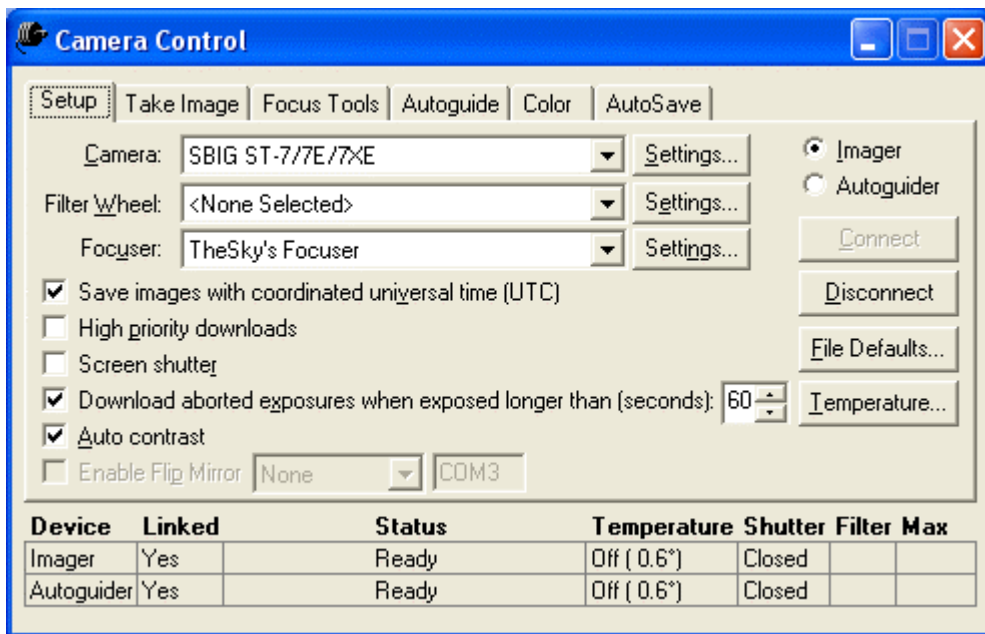 Camera Control
Setup Take Image Focus Tools Autoguide Color AutoSave
Camera: SBIG ST-7/7E/7XE Settings... Imager
Autoguider
Filter Wheel: <None Selected> Settings...
Connect
Focuser: TheSky's Focuser Settings...
Save images with coordinated universal time (UTC) Disconnect
High priority downloads
File Defaults...
Screen shutter
Download aborted exposures when exposed longer than (seconds): 60 Temperature...
Auto contrast
Enable Flip Mirror None COM3
Device Linked Status Temperature Shutter Filter Max
Imager Yes Ready Off ( 0.6°) Closed
Autoguider Yes Ready Off ( 0.6°) Closed